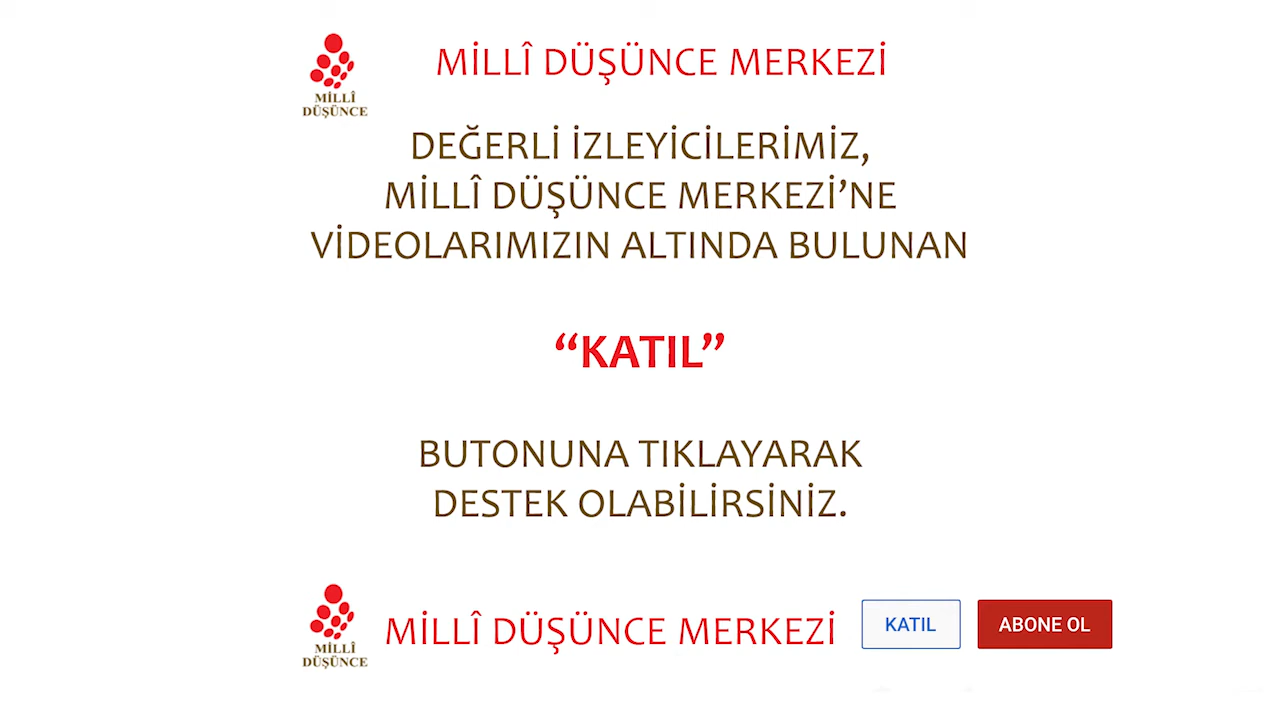 MİLLÎ
DÜŞÜNCE
MİLLÎ DÜŞÜNCE MERKEZİ
DEĞERLİ İZLEYİCİLERİMİZ,
MİLLÎ DÜŞÜNCE MERKEZİ’NE
VİDEOLARIMIZIN ALTINDA BULUNAN
“KATIL”
BUTONUNA TIKLAYARAK
DESTEK OLABİLİRSİNİZ.
MİLLÎ
DÜŞÜNCE
MİLLÎ DÜŞÜNCE MERKEZİ
KATIL
ABONE OL